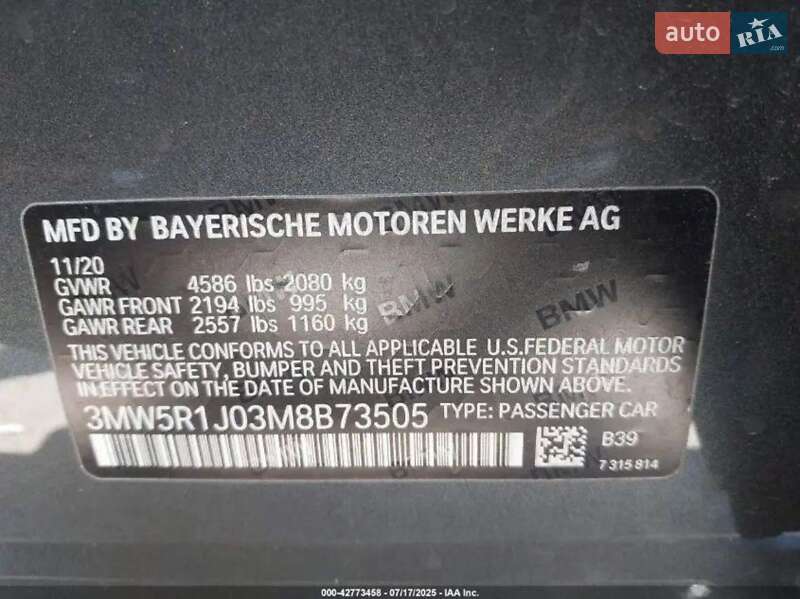 auto RIA
.com
MFD BY BAYERISCHE MOTOREN WERKE AG
11/20
GVWR 4586 lbs 2080 kg
GAWR FRONT 2194 lbs 995 kg
GAWR REAR 2557 lbs 1160 kg
THIS VEHICLE CONFORMS TO ALL APPLICABLE U.S.FEDERAL MOTOR
VEHICLE SAFETY, BUMPER AND THEFT PREVENTION STANDARDS
IN EFFECT ON THE DATE OF MANUFACTURE SHOWN ABOVE.
3MW5R1J03M8B73505 TYPE: PASSENGER CAR
B39
7 315 814
BMW
BMW
000-42773458 - 07/17/2025 - IAA Inc.